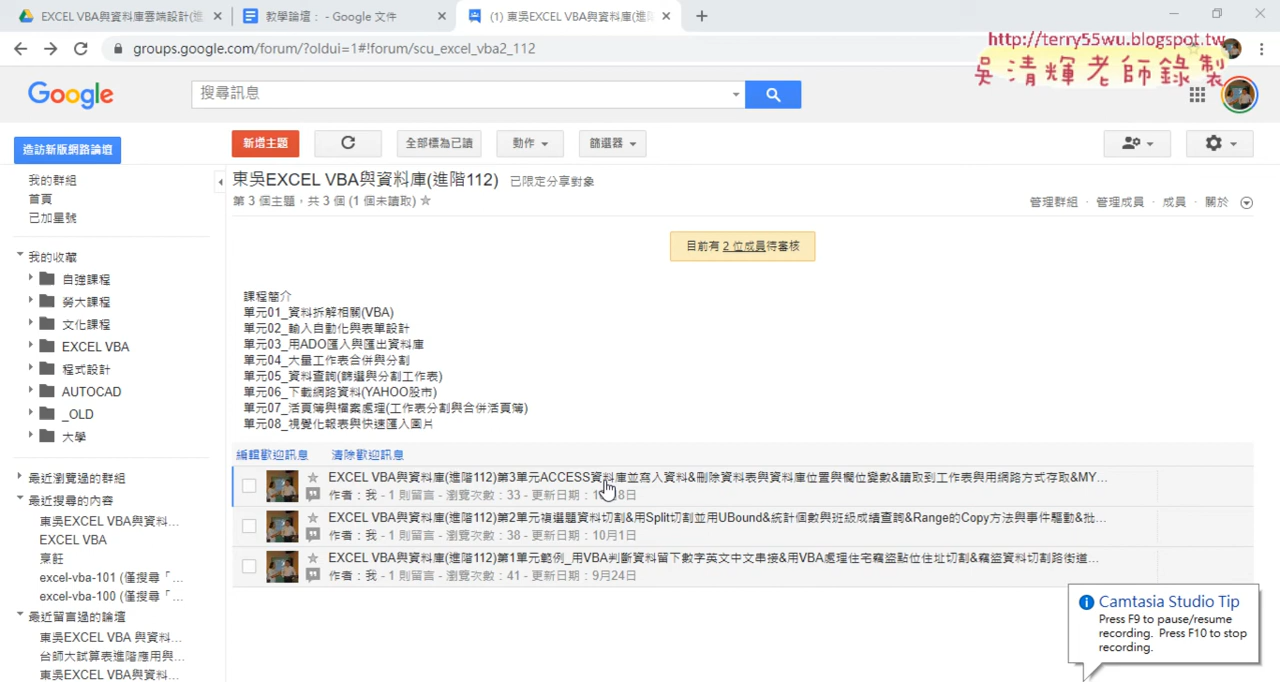 EXCEL VBA與資料庫雲端設計(進
教學論壇： - Google 文件
(1) 東吳EXCEL VBA與資料庫(進
groups.google.com/forum/?oldui=1#!forum/scu_excel_vba2_112
http://terry55wu.blogspot.tw
吳清輝老師錄製
Google
搜尋訊息
造訪新版網路論壇
新增主題
全部標為已讀
動作
篩選器
我的群組
首頁
已加星號
東吳EXCEL VBA與資料庫(進階112)
已限定分享對象
第 3 個主題，共 3 個 (1 個未讀取)
管理群組 · 管理成員 · 成員 · 關於
目前有 2 位成員待審核
我的收藏
自強課程
勞大課程
文化課程
EXCEL VBA
程式設計
AUTOCAD
_OLD
大學
課程簡介
單元01_資料拆解相關(VBA)
單元02_輸入自動化與表單設計
單元03_用ADO匯入與匯出資料庫
單元04_大量工作表合併與分割
單元05_資料查詢(篩選與分割工作表)
單元06_下載網路資料(YAHOO股市)
單元07_活頁簿與檔案處理(工作表分割與合併活頁簿)
單元08_視覺化報表與快速匯入圖片
編輯歡迎訊息
清除歡迎訊息
EXCEL VBA與資料庫(進階112)第3單元ACCESS資料庫並寫入資料&刪除資料表與資料庫位置與欄位變數&讀取到工作表與用網路方式存取&MY...
作者：我 - 1 則留言 - 瀏覽次數：33 - 更新日期：
EXCEL VBA與資料庫(進階112)第2單元複選題資料切割&用Split切割並用UBound&統計個數與班級成績查詢&Range的Copy方法與事件驅動&批...
作者：我 - 1 則留言 - 瀏覽次數：38 - 更新日期：10月1日
EXCEL VBA與資料庫(進階112)第1單元範例_用VBA判斷資料留下數字英文中文串接&用VBA處理住宅竊盜點位住址切割&竊盜資料切割路街道...
作者：我 - 1 則留言 - 瀏覽次數：41 - 更新日期：9月24日
最近瀏覽過的群組
最近搜尋的內容
東吳EXCEL VBA與資料...
EXCEL VBA
烹飪
excel-vba-101 (僅搜尋「...
excel-vba-100 (僅搜尋「...
最近留言過的論壇
東吳EXCEL VBA 與資料...
台師大試算表進階應用與...
東吳EXCEL VBA與資料...
Camtasia Studio Tip
Press F9 to pause/resume
recording. Press F10 to stop
recording.